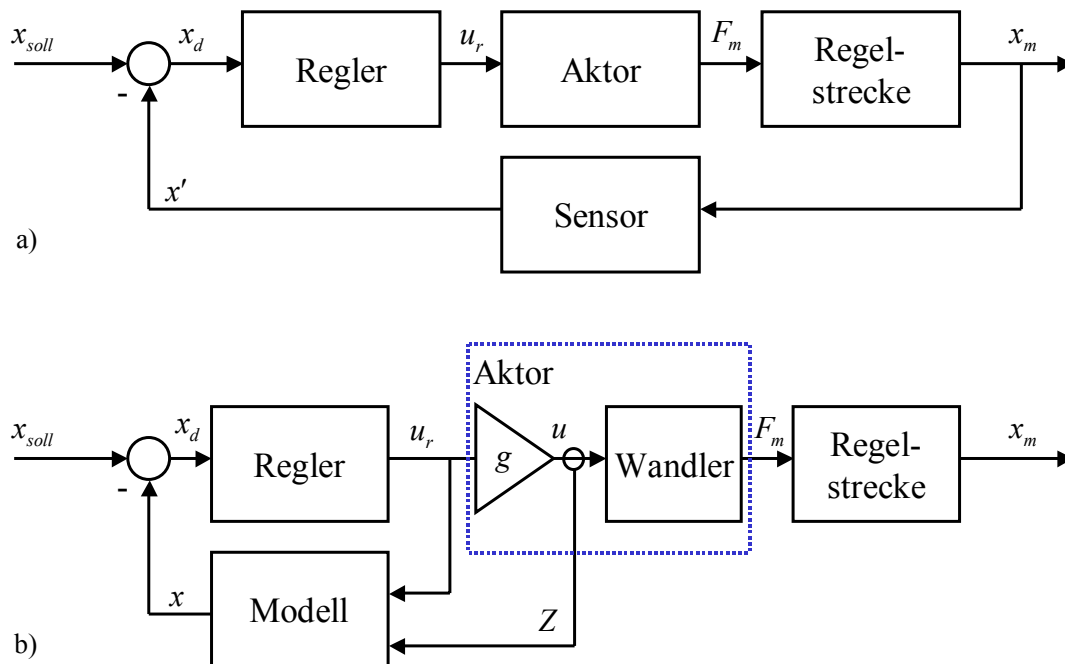 x_soll
x_d
Regler
u_r
Aktor
F_m
Regel-
strecke
x_m
-
x'
Sensor
a)
Aktor
x_soll
x_d
Regler
u_r
g
u
Wandler
F_m
Regel-
strecke
x_m
-
x
Modell
Z
b)